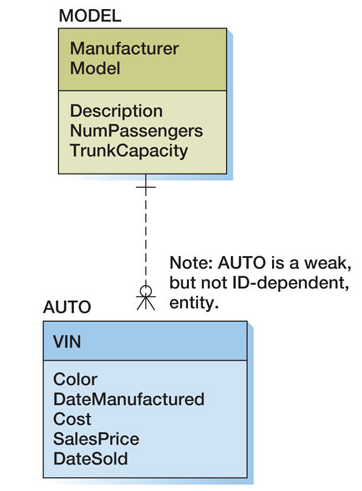 MODEL
Manufacturer
Model
Description
NumPassengers
TrunkCapacity
Note: AUTO is a weak,
but not ID-dependent,
entity.
AUTO
VIN
Color
DateManufactured
Cost
SalesPrice
DateSold